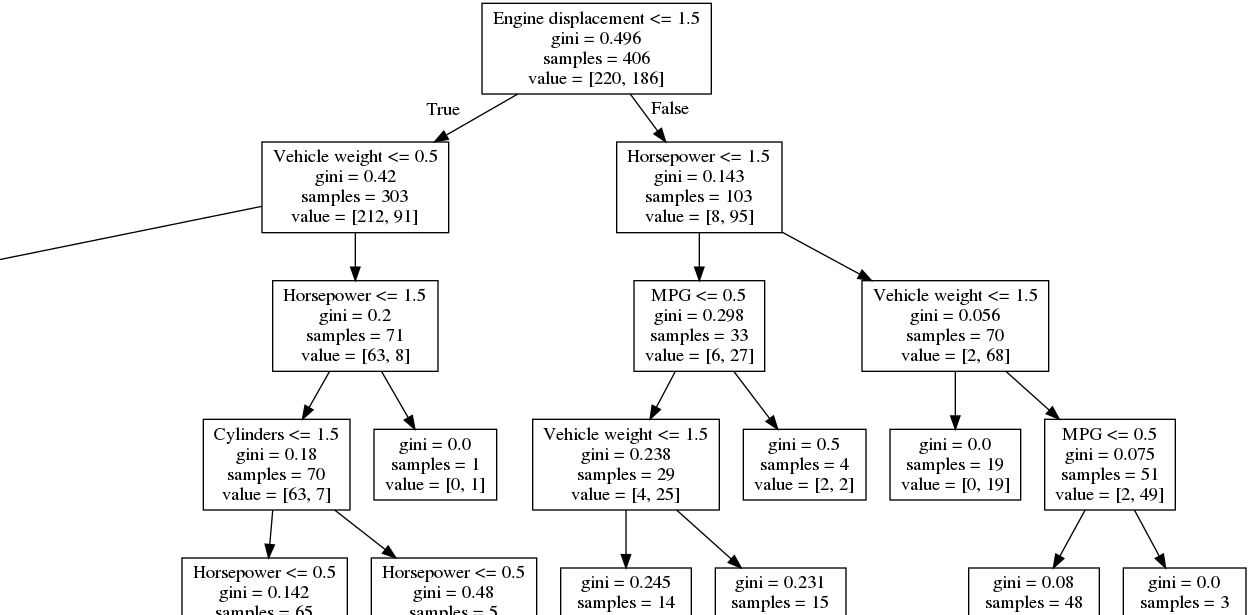 Engine displacement <= 1.5
gini = 0.496
samples = 406
value = [220, 186]
True
False
Vehicle weight <= 0.5
gini = 0.42
samples = 303
value = [212, 91]
Horsepower <= 1.5
gini = 0.143
samples = 103
value = [8, 95]
Horsepower <= 1.5
gini = 0.2
samples = 71
value = [63, 8]
MPG <= 0.5
gini = 0.298
samples = 33
value = [6, 27]
Vehicle weight <= 1.5
gini = 0.056
samples = 70
value = [2, 68]
Cylinders <= 1.5
gini = 0.18
samples = 70
value = [63, 7]
gini = 0.0
samples = 1
value = [0, 1]
Vehicle weight <= 1.5
gini = 0.238
samples = 29
value = [4, 25]
gini = 0.5
samples = 4
value = [2, 2]
gini = 0.0
samples = 19
value = [0, 19]
MPG <= 0.5
gini = 0.075
samples = 51
value = [2, 49]
Horsepower <= 0.5
gini = 0.142
samples = 65
Horsepower <= 0.5
gini = 0.48
samples = 5
gini = 0.245
samples = 14
gini = 0.231
samples = 15
gini = 0.08
samples = 48
gini = 0.0
samples = 3